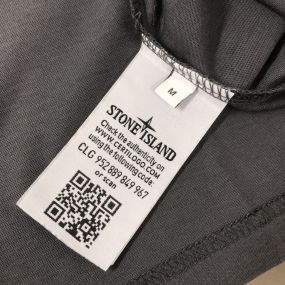 M
STONE ISLAND
Check the authenticity on
WWW.CERTILOGO.COM
using the following code:
CLG 952 889 849 967
or scan